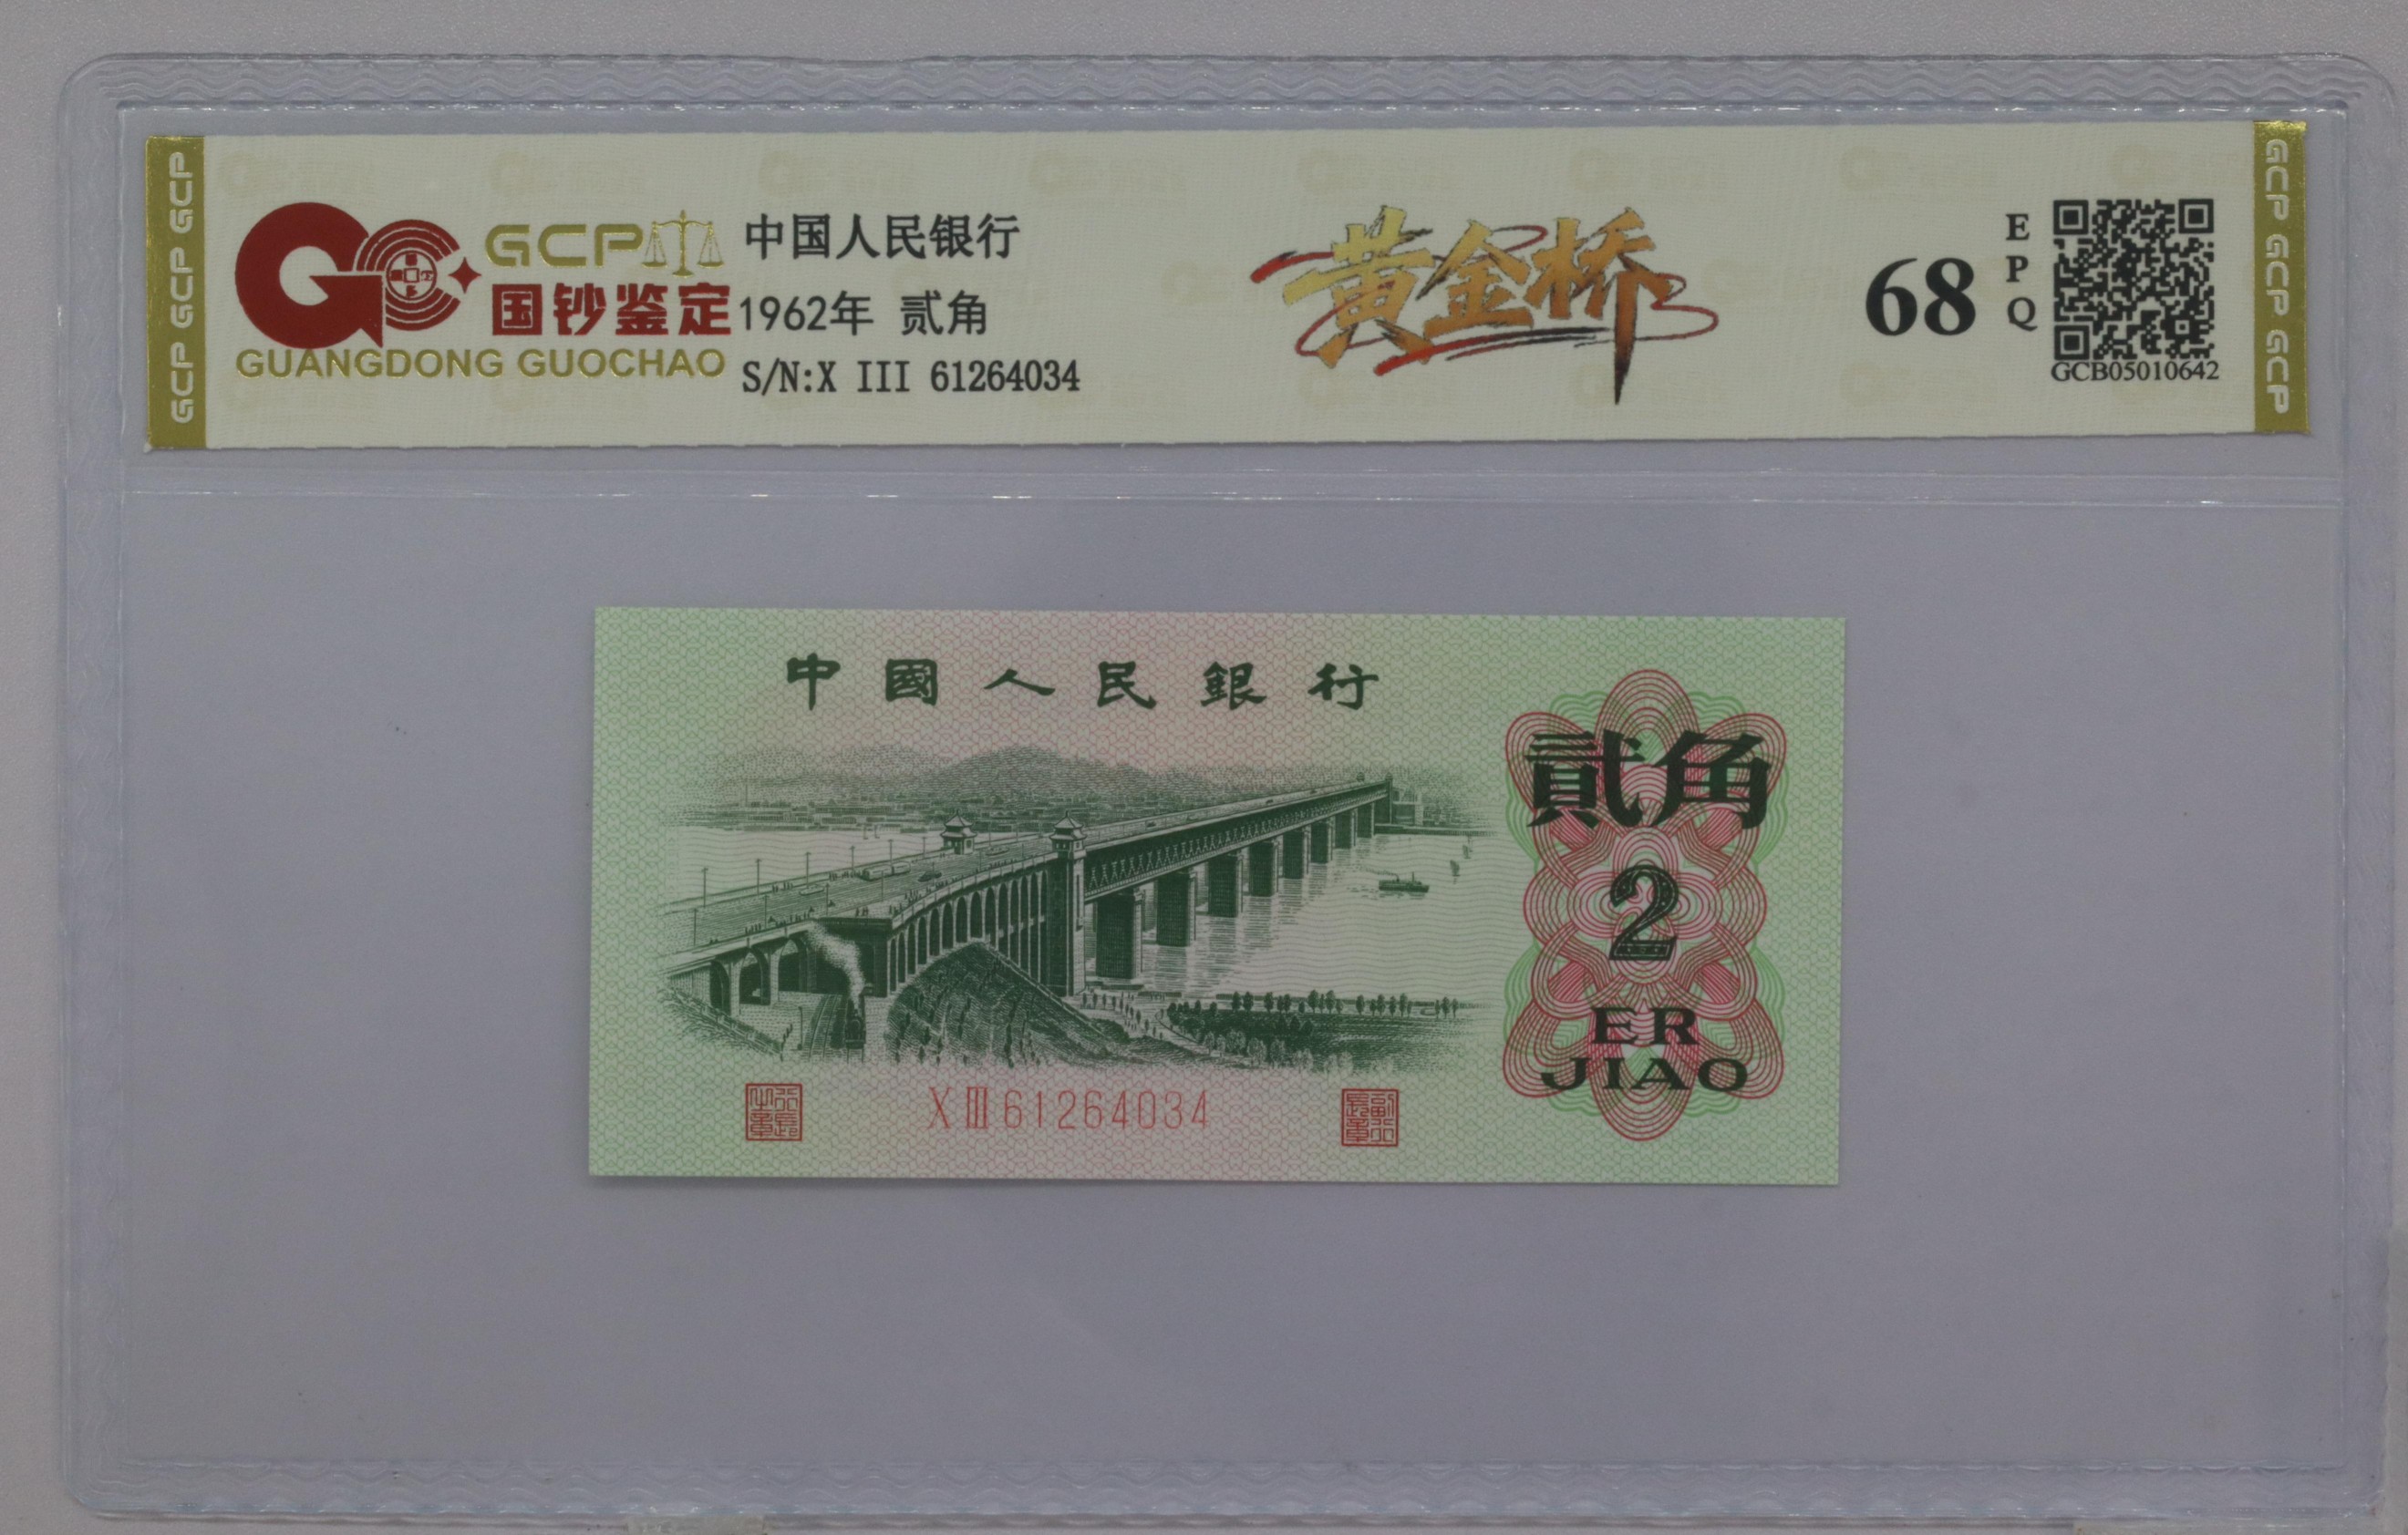 GCP GCP GCP
GCP
国钞鉴定
GUANGDONG GUOCHAO
中国人民银行
1962年 贰角
S/N:X III 61264034
黄金桥
68
EPQ
GCB05010642
GCP GCP GCP
中國人民銀行
貳角
2
ER
JIAO
X III 61264034